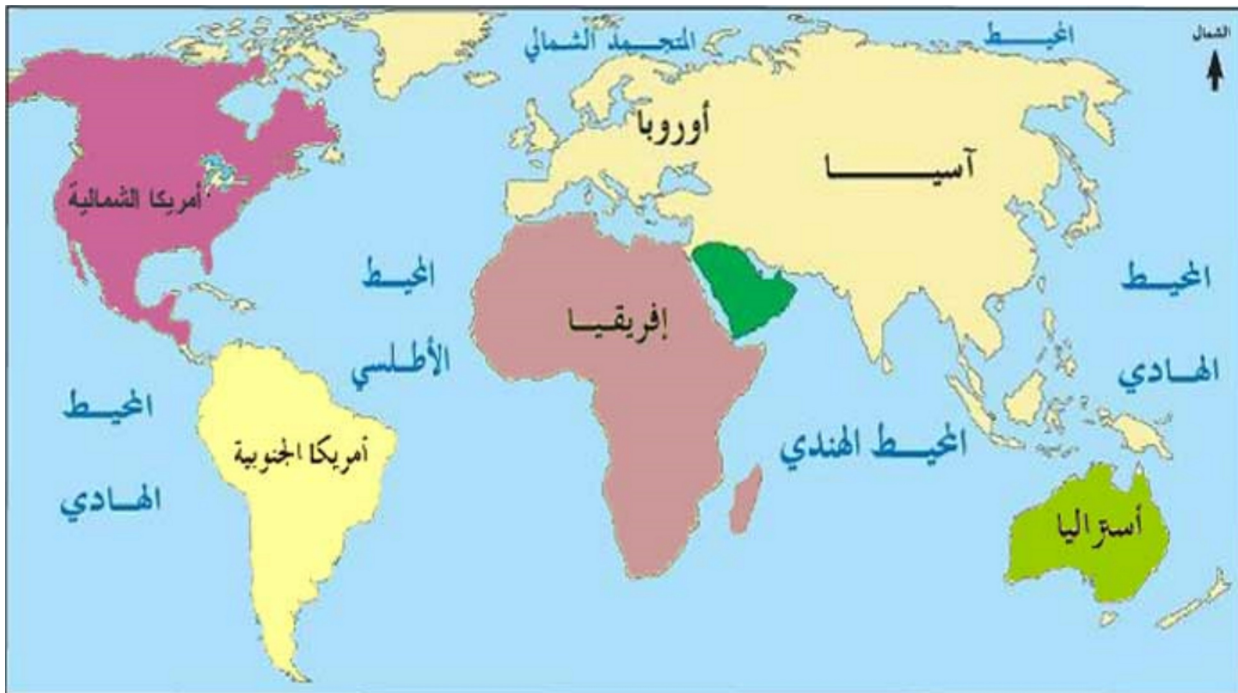 المحيط
المتجمد الشمالي
الشمال
أوروبا
آسيا
أمريكا الشمالية
المحيط
الأطلسي
المحيط
الهادي
إفريقيا
المحيط
الهادي
أمريكا الجنوبية
المحيط الهندي
أستراليا